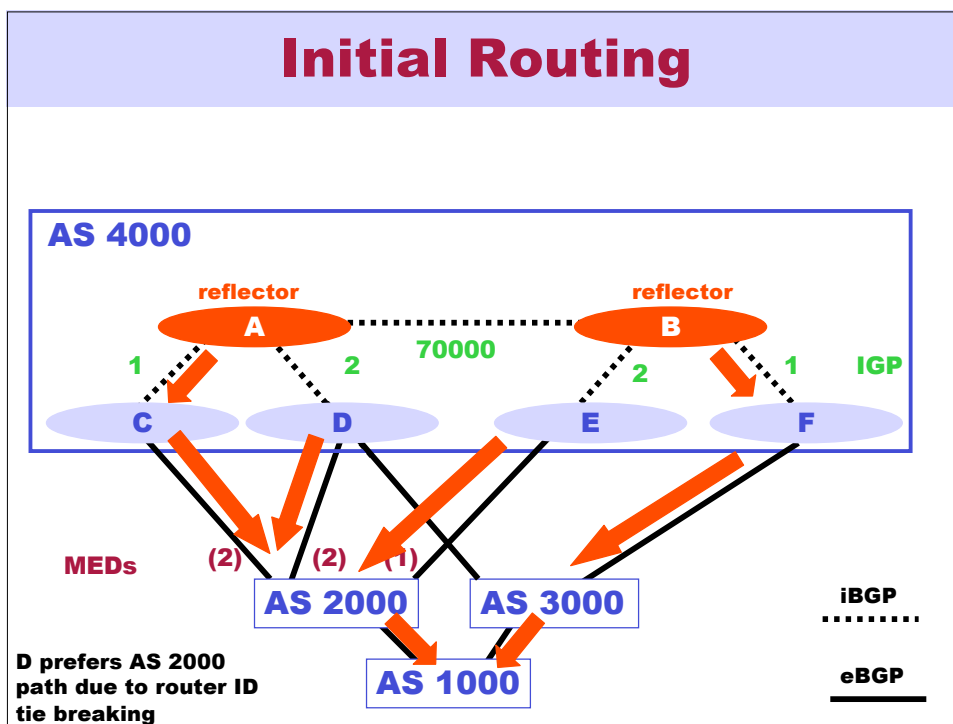 Initial Routing
AS 4000
reflector
reflector
A
B
70000
1
2
2
1
IGP
C
D
E
F
MEDs
(2)
(2)
(1)
AS 2000
AS 3000
iBGP
D prefers AS 2000
path due to router ID
tie breaking
AS 1000
eBGP